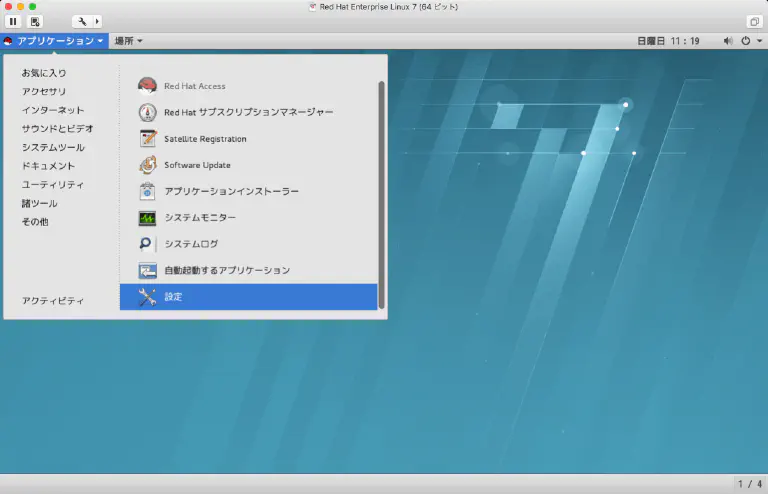 Red Hat Enterprise Linux 7 (64 ビット)
アプリケーション 場所 日曜日 11:19
お気に入り
アクセサリ
インターネット
サウンドとビデオ
システムツール
ドキュメント
ユーティリティ
諸ツール
その他
アクティビティ
Red Hat Access
Red Hat サブスクリプションマネージャー
Satellite Registration
Software Update
アプリケーションインストーラー
システムモニター
システムログ
自動起動するアプリケーション
設定
1 / 4